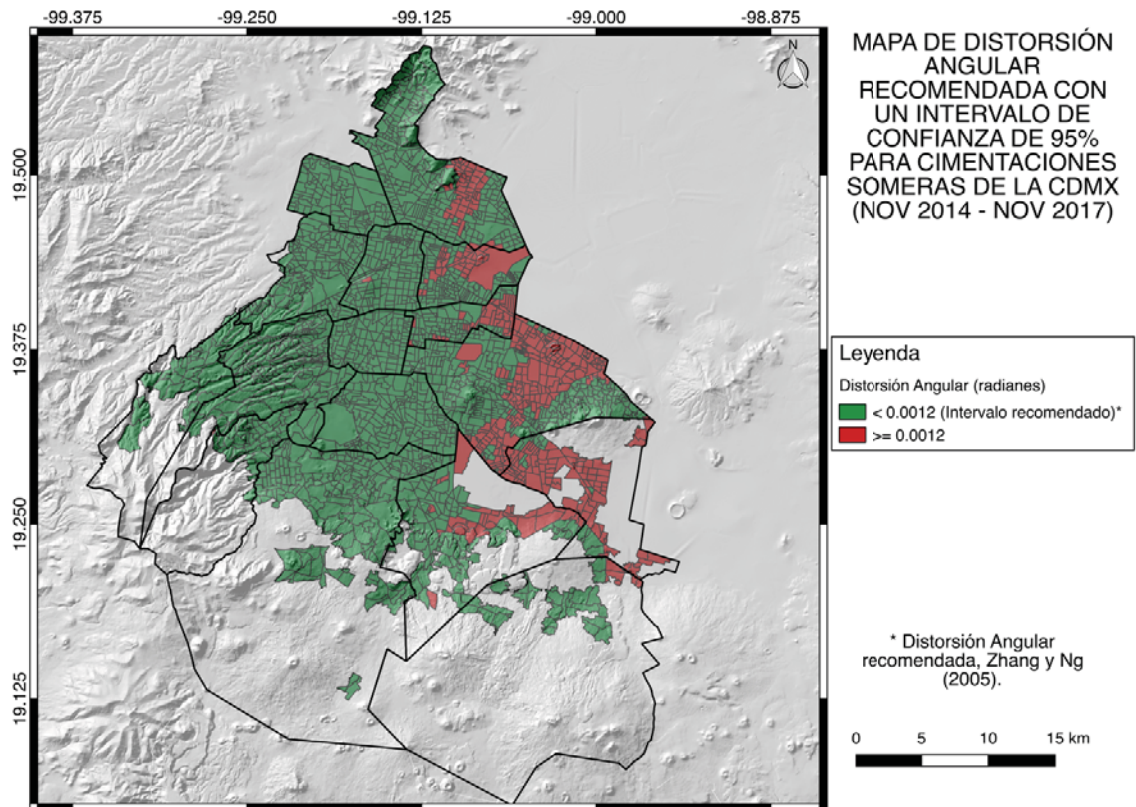 -99.375
-99.250
-99.125
-99.000
-98.875
19.500
19.375
19.250
19.125
N
MAPA DE DISTORSIÓN
ANGULAR
RECOMENDADA CON
UN INTERVALO DE
CONFIANZA DE 95%
PARA CIMENTACIONES
SOMERAS DE LA CDMX
(NOV 2014 - NOV 2017)
Leyenda
Distorsión Angular (radianes)
< 0.0012 (Intervalo recomendado)*
>= 0.0012
* Distorsión Angular
recomendada, Zhang y Ng
(2005).
0 5 10 15 km